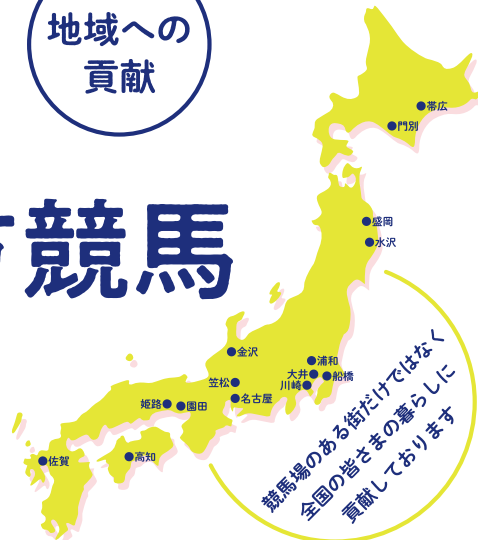 地域への
貢献
競馬
帯広
門別
盛岡
水沢
金沢
浦和
大井
船橋
川崎
笠松
名古屋
姫路
園田
佐賀
高知
競馬場のある街だけではなく
全国の皆さまの暮らしに
貢献しております